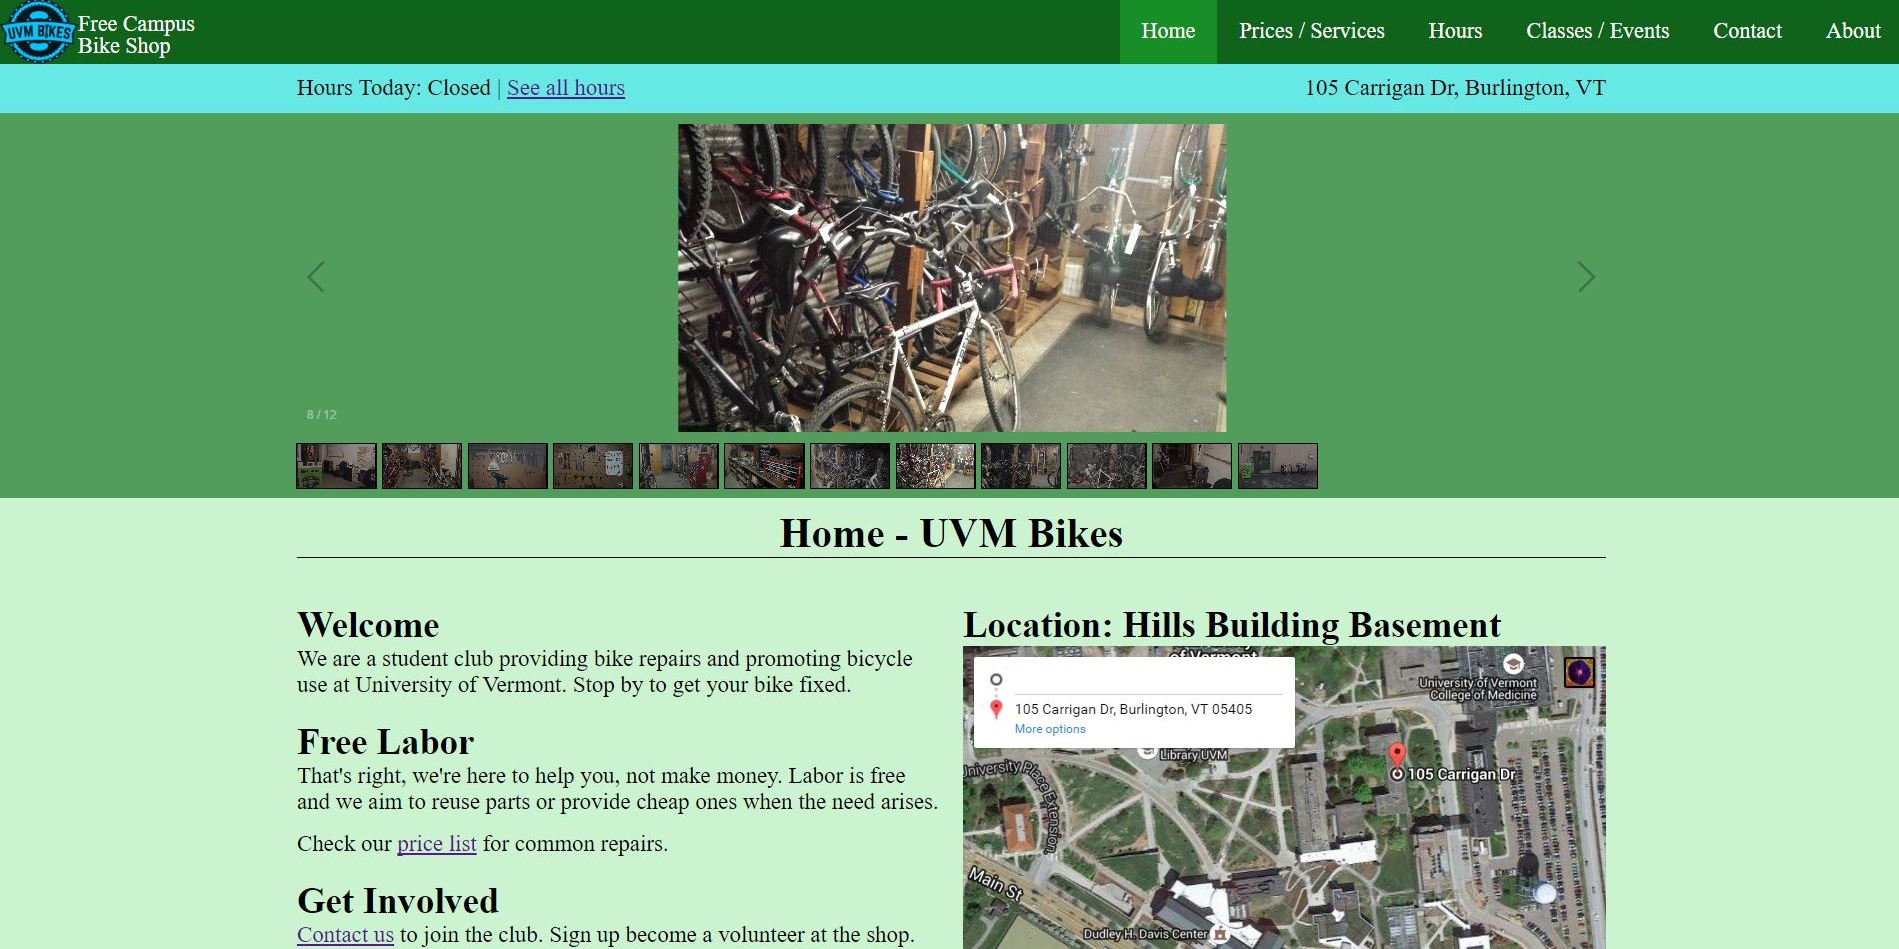 UVM BIKES
Free Campus
Bike Shop
Home
Prices / Services
Hours
Classes / Events
Contact
About
Hours Today: Closed | See all hours
105 Carrigan Dr, Burlington, VT
8 / 12
Home - UVM Bikes
Welcome
We are a student club providing bike repairs and promoting bicycle
use at University of Vermont. Stop by to get your bike fixed.
Free Labor
That's right, we're here to help you, not make money. Labor is free
and we aim to reuse parts or provide cheap ones when the need arises.
Check our price list for common repairs.
Get Involved
Contact us to join the club. Sign up become a volunteer at the shop.
Location: Hills Building Basement
of Vermont
105 Carrigan Dr, Burlington, VT 05405
More options
University of Vermont
College of Medicine
Library UVM
University Place Extension
105 Carrigan Dr
Main St
Dudley H. Davis Center